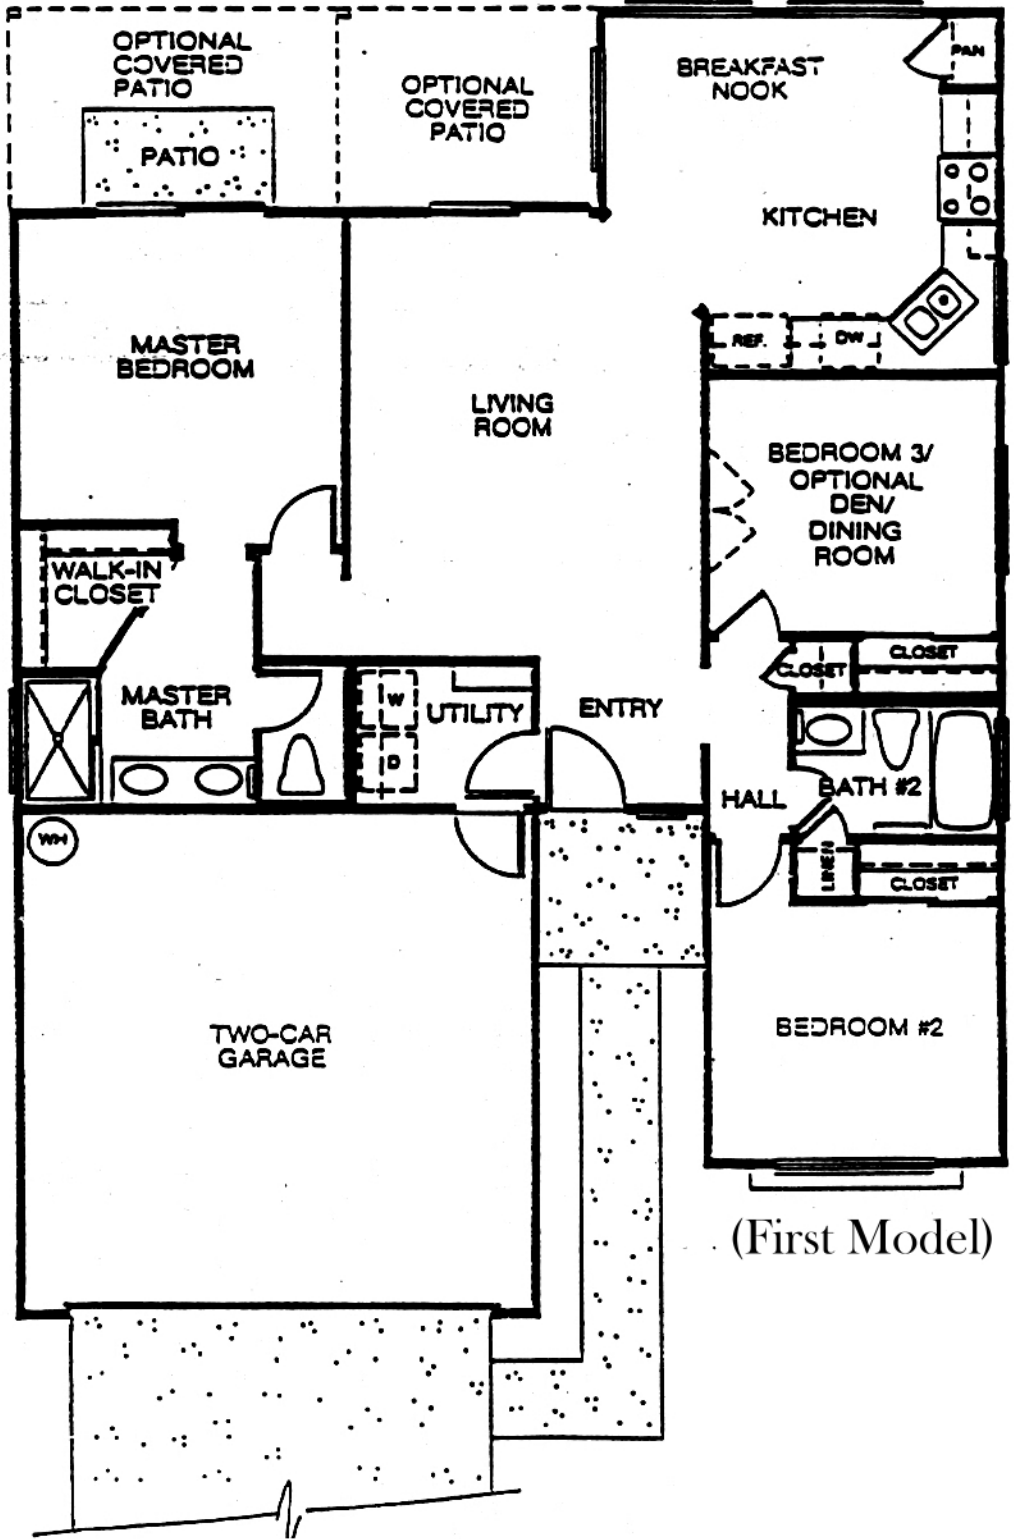 OPTIONAL
COVERED
PATIO
PATIO
OPTIONAL
COVERED
PATIO
BREAKFAST
NOOK
PAN
KITCHEN
REF.
DW
MASTER
BEDROOM
LIVING
ROOM
BEDROOM 3/
OPTIONAL
DEN/
DINING
ROOM
WALK-IN
CLOSET
CLOSET
CLOSET
MASTER
BATH
W
D
UTILITY
ENTRY
HALL
BATH #2
WH
LINEN
CLOSET
TWO-CAR
GARAGE
BEDROOM #2
(First Model)